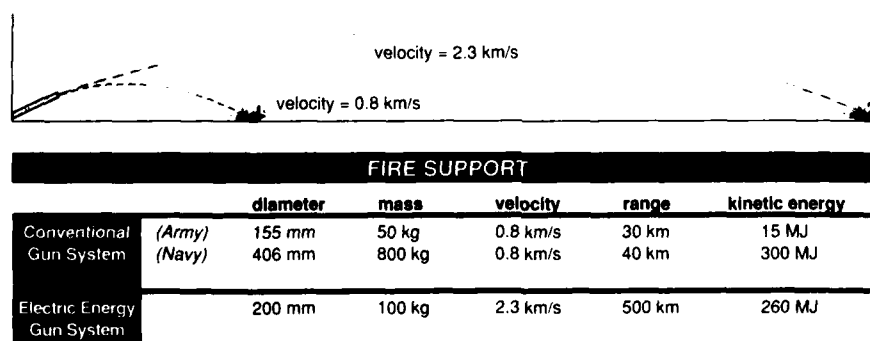 velocity = 2.3 km/s
velocity = 0.8 km/s
FIRE SUPPORT
diameter mass velocity range kinetic energy
Conventional (Army) 155 mm 50 kg 0.8 km/s 30 km 15 MJ
Gun System (Navy) 406 mm 800 kg 0.8 km/s 40 km 300 MJ
Electric Energy 200 mm 100 kg 2.3 km/s 500 km 260 MJ
Gun System